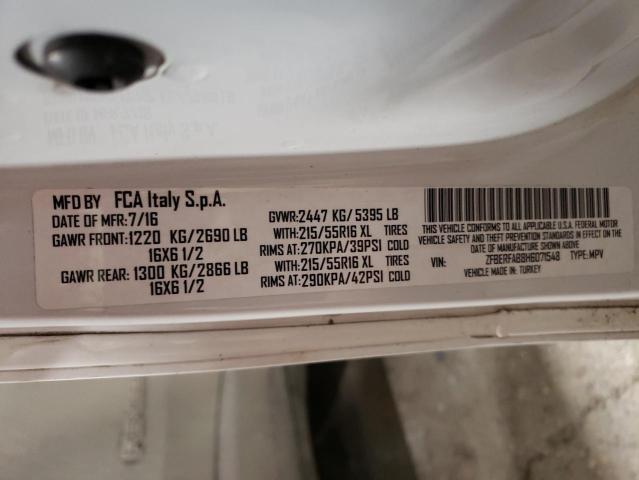 MFD BY FCA Italy S.p.A.
DATE OF MFR:7/16
GAWR FRONT:1220 KG/2690 LB
16X6 1/2
GAWR REAR: 1300 KG/2866 LB
16X6 1/2
GVWR:2447 KG/5395 LB
WITH:215/55R16 XL TIRES
RIMS AT:270KPA/39PSI COLD
WITH:215/55R16 XL TIRES
RIMS AT:290KPA/42PSI COLD
THIS VEHICLE CONFORMS TO ALL APPLICABLE U.S.A. FEDERAL MOTOR
VEHICLE SAFETY, BUMPER, AND THEFT PREVENTION STANDARDS IN
EFFECT ON THE DATE OF MANUFACTURE SHOWN ABOVE.
VIN: ZFBERFAB8H6071548 TYPE:MPV
VEHICLE MADE IN: TURKEY